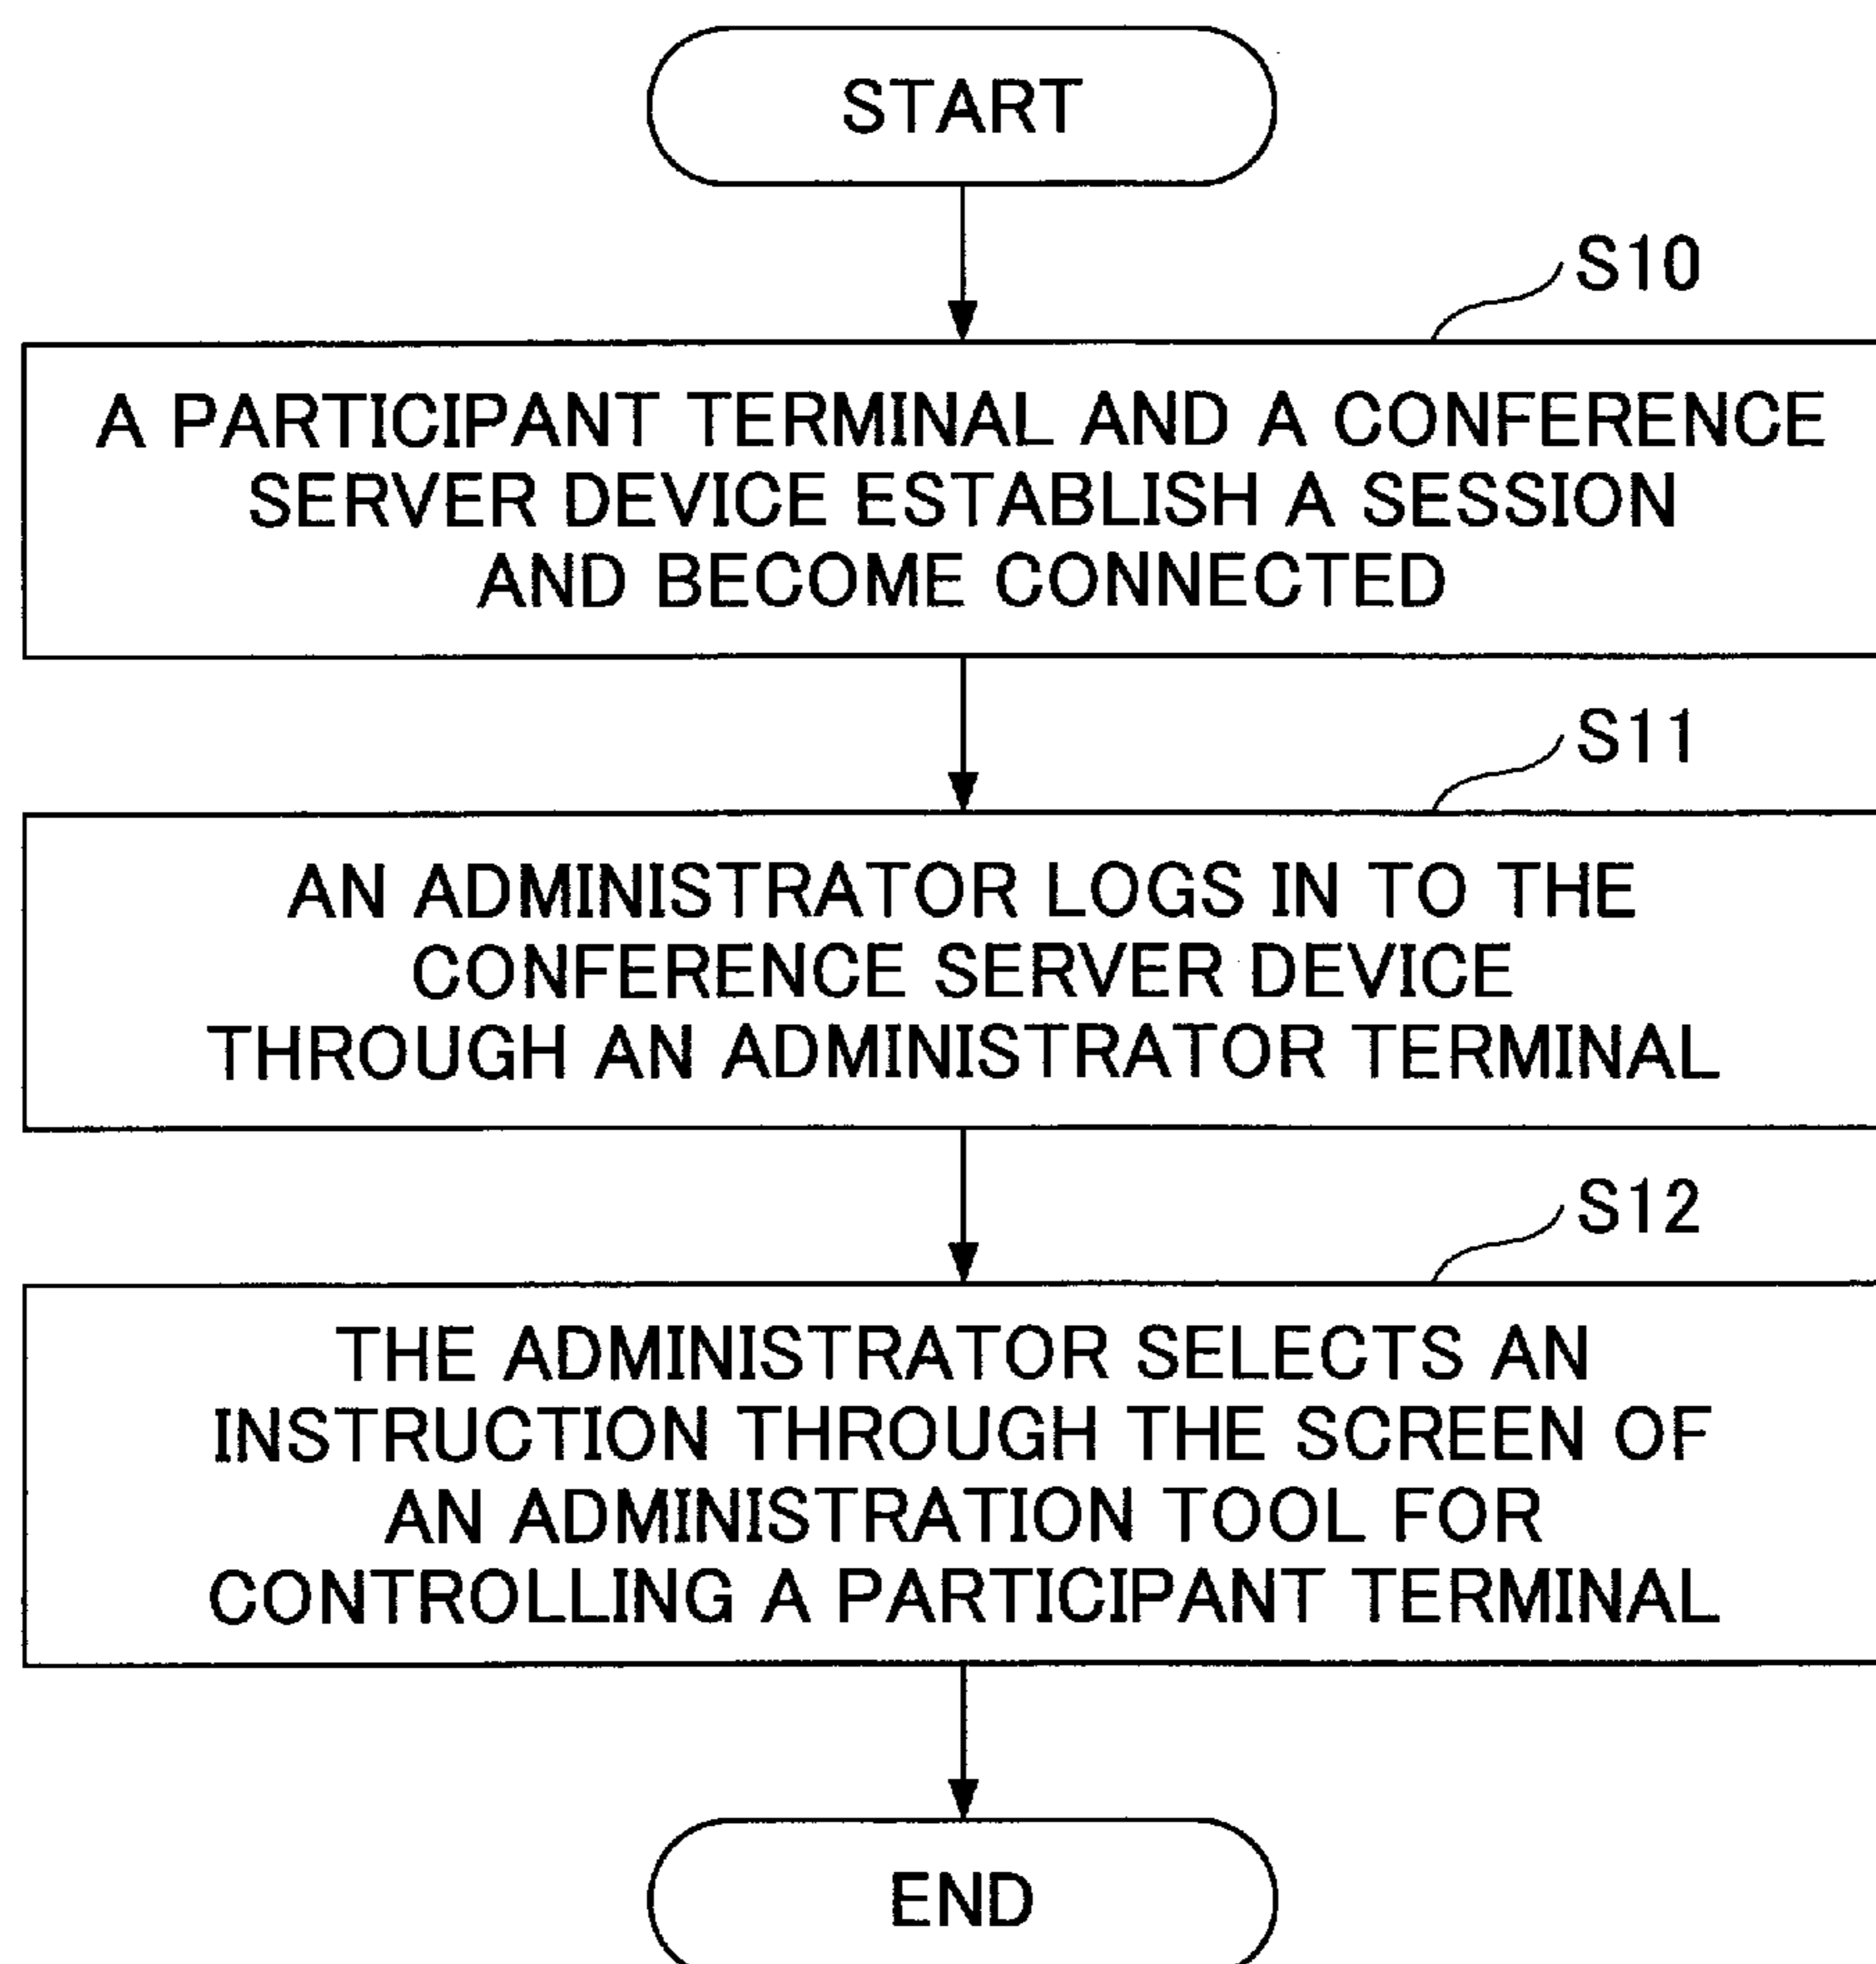 START
S10
A PARTICIPANT TERMINAL AND A CONFERENCE
SERVER DEVICE ESTABLISH A SESSION
AND BECOME CONNECTED
S11
AN ADMINISTRATOR LOGS IN TO THE
CONFERENCE SERVER DEVICE
THROUGH AN ADMINISTRATOR TERMINAL
S12
THE ADMINISTRATOR SELECTS AN
INSTRUCTION THROUGH THE SCREEN OF
AN ADMINISTRATION TOOL FOR
CONTROLLING A PARTICIPANT TERMINAL
END